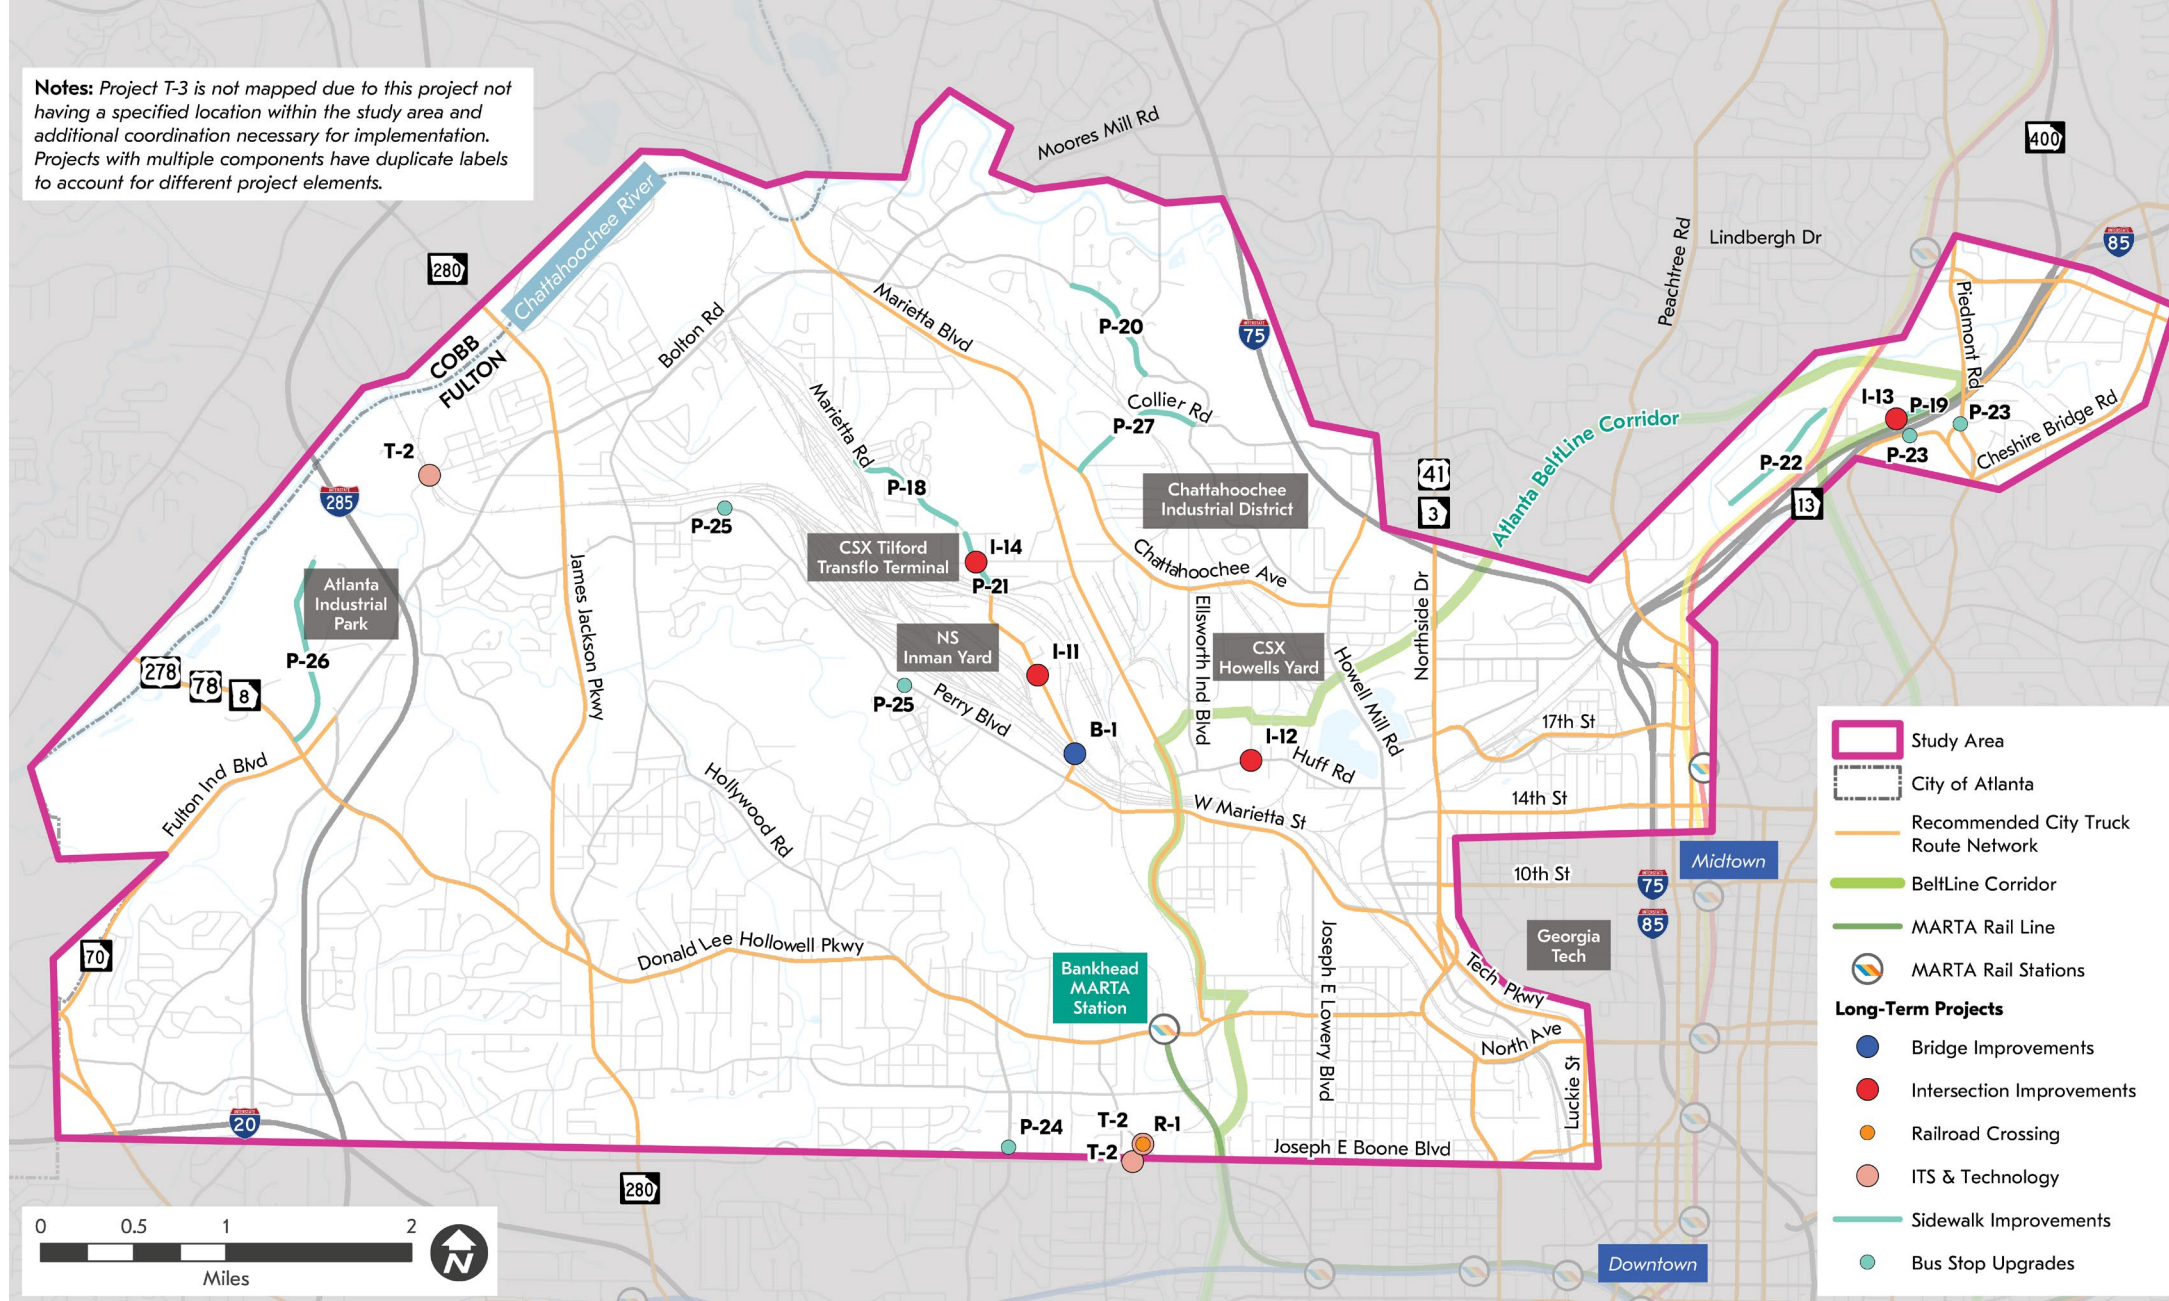 Notes: Project T-3 is not mapped due to this project not
having a specified location within the study area and
additional coordination necessary for implementation.
Projects with multiple components have duplicate labels
to account for different project elements.
Moores Mill Rd
400
Chattahoochee River
280
Peachtree Rd
Lindbergh Dr
INTERSTATE
85
COBB
FULTON
Bolton Rd
Marietta Blvd
P-20
INTERSTATE
75
Piedmont Rd
Marietta Rd
Collier Rd
P-27
Atlanta BeltLine Corridor
I-13
P-19
P-23
Cheshire Bridge Rd
P-23
P-22
13
T-2
INTERSTATE
285
P-18
P-25
Chattahoochee
Industrial District
41
3
CSX Tilford
Transflo Terminal
I-14
P-21
Chattahoochee Ave
Atlanta
Industrial
Park
James Jackson Pkwy
Ellsworth Ind Blvd
Northside Dr
NS
Inman Yard
I-11
CSX
Howells Yard
Howell Mill Rd
P-26
278
78
8
P-25
Perry Blvd
B-1
I-12
Huff Rd
17th St
Fulton Ind Blvd
Hollywood Rd
W Marietta St
14th St
10th St
Midtown
INTERSTATE
75
INTERSTATE
85
Georgia
Tech
70
Donald Lee Hollowell Pkwy
Bankhead
MARTA
Station
Joseph E Lowery Blvd
Tech Pkwy
North Ave
Luckie St
INTERSTATE
20
P-24
T-2
R-1
T-2
Joseph E Boone Blvd
280
Downtown
0 0.5 1 2
Miles
N
Study Area
City of Atlanta
Recommended City Truck
Route Network
BeltLine Corridor
MARTA Rail Line
MARTA Rail Stations
Long-Term Projects
Bridge Improvements
Intersection Improvements
Railroad Crossing
ITS & Technology
Sidewalk Improvements
Bus Stop Upgrades